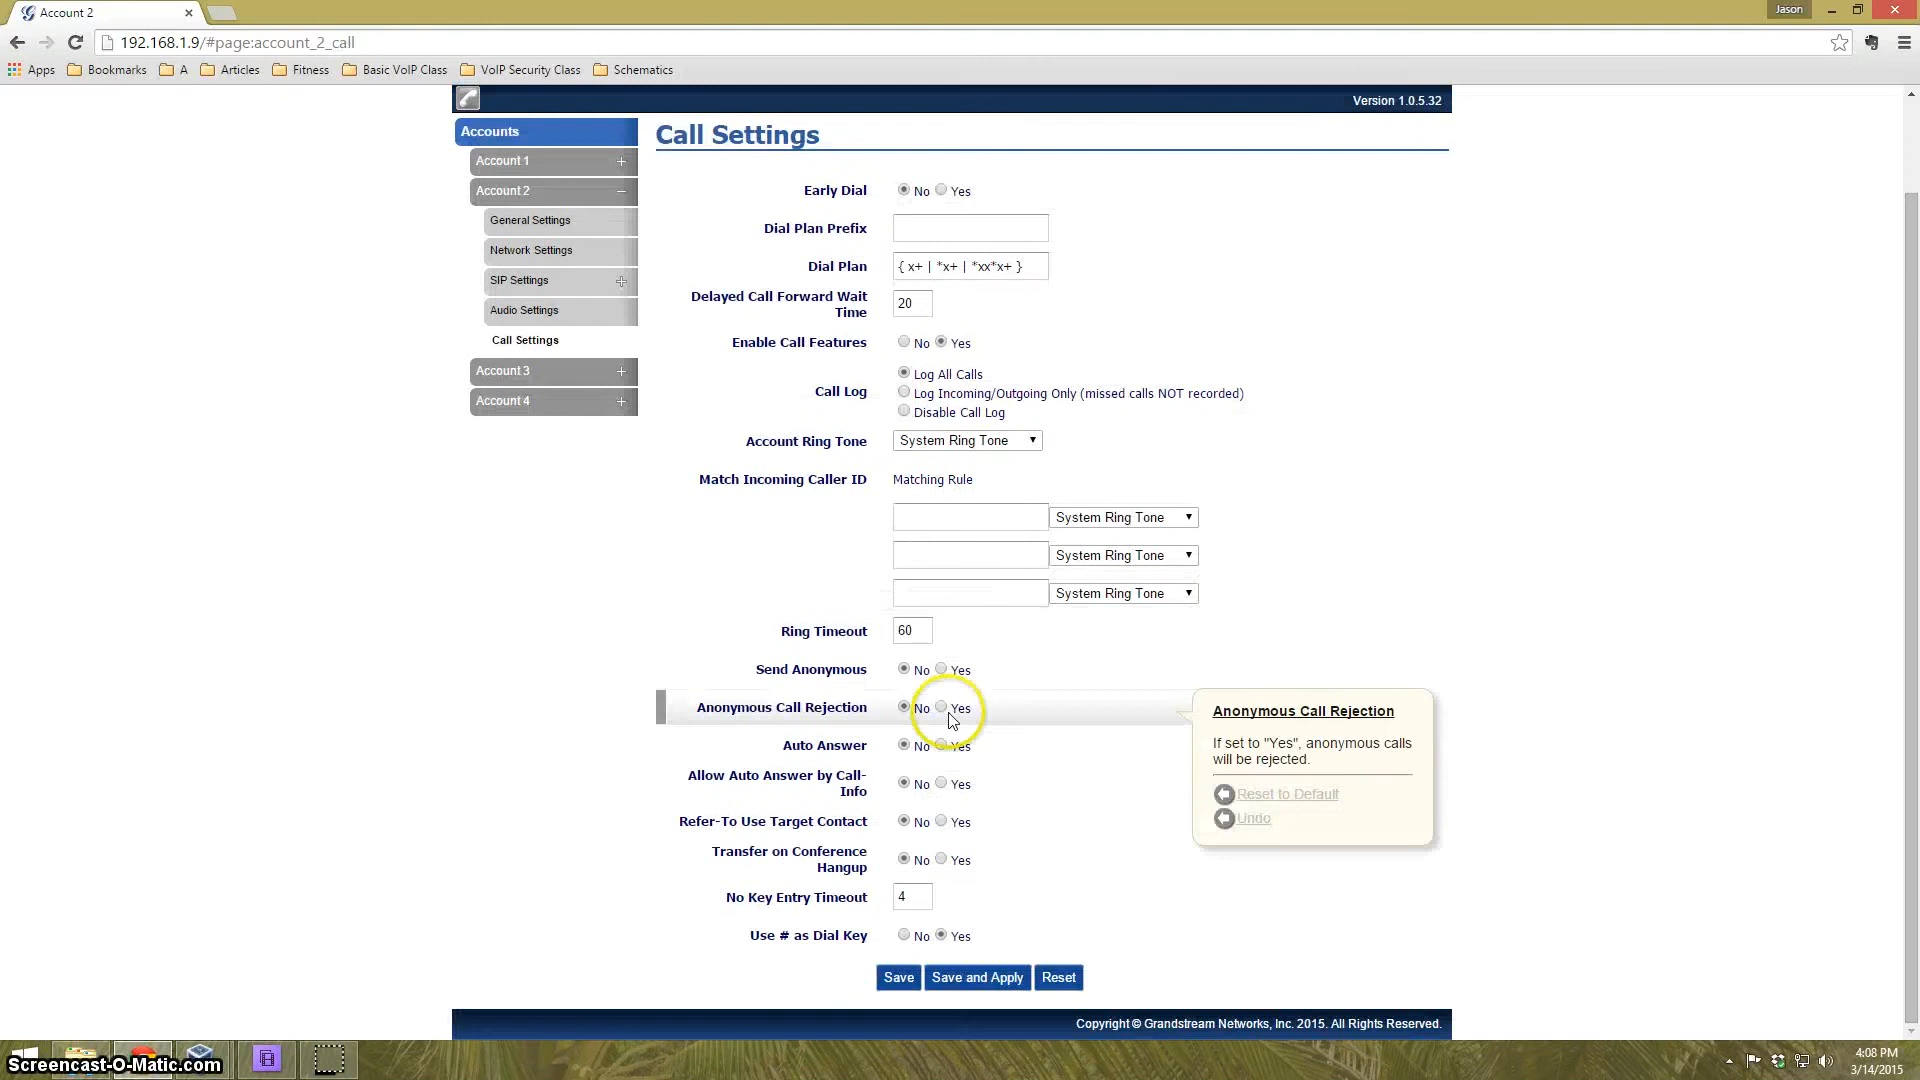 Account 2
Jason
192.168.1.9/#page:account_2_call
Apps Bookmarks A Articles Fitness Basic VoIP Class VoIP Security Class Schematics
Version 1.0.5.32
Accounts
Account 1
Account 2
General Settings
Network Settings
SIP Settings
Audio Settings
Call Settings
Account 3
Account 4
Call Settings
Early Dial No Yes
Dial Plan Prefix
Dial Plan { x+ | *x+ | *xx*x+ }
Delayed Call Forward Wait
Time
20
Enable Call Features No Yes
Call Log
Log All Calls
Log Incoming/Outgoing Only (missed calls NOT recorded)
Disable Call Log
Account Ring Tone System Ring Tone
Match Incoming Caller ID Matching Rule
System Ring Tone
System Ring Tone
System Ring Tone
Ring Timeout 60
Send Anonymous No Yes
Anonymous Call Rejection No Yes
Auto Answer No Yes
Allow Auto Answer by Call-
Info
No Yes
Refer-To Use Target Contact No Yes
Transfer on Conference
Hangup
No Yes
No Key Entry Timeout 4
Use # as Dial Key No Yes
Save Save and Apply Reset
Anonymous Call Rejection
If set to "Yes", anonymous calls
will be rejected.
Reset to Default
Undo
Copyright © Grandstream Networks, Inc. 2015. All Rights Reserved.
Screencast-O-Matic.com
4:08 PM
3/14/2015